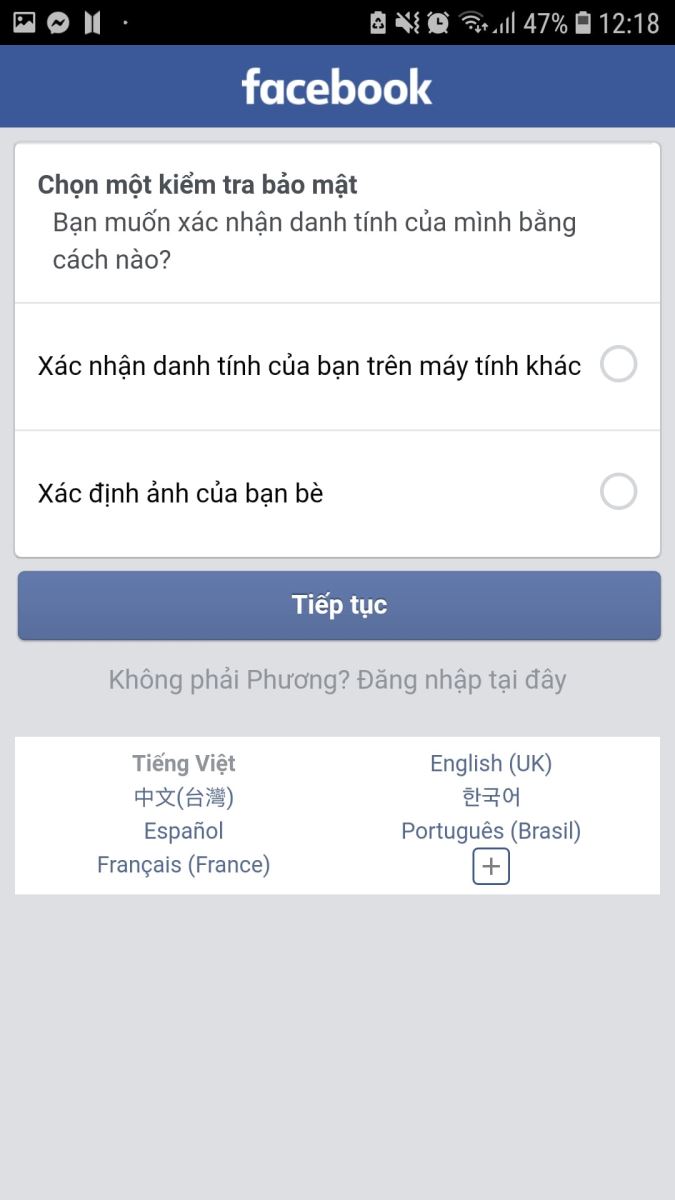 47% 12:18
facebook
Chọn một kiểm tra bảo mật
Bạn muốn xác nhận danh tính của mình bằng
cách nào?
Xác nhận danh tính của bạn trên máy tính khác
Xác định ảnh của bạn bè
Tiếp tục
Không phải Phương? Đăng nhập tại đây
Tiếng Việt English (UK)
中文(台灣) 한국어
Español Português (Brasil)
Français (France) +